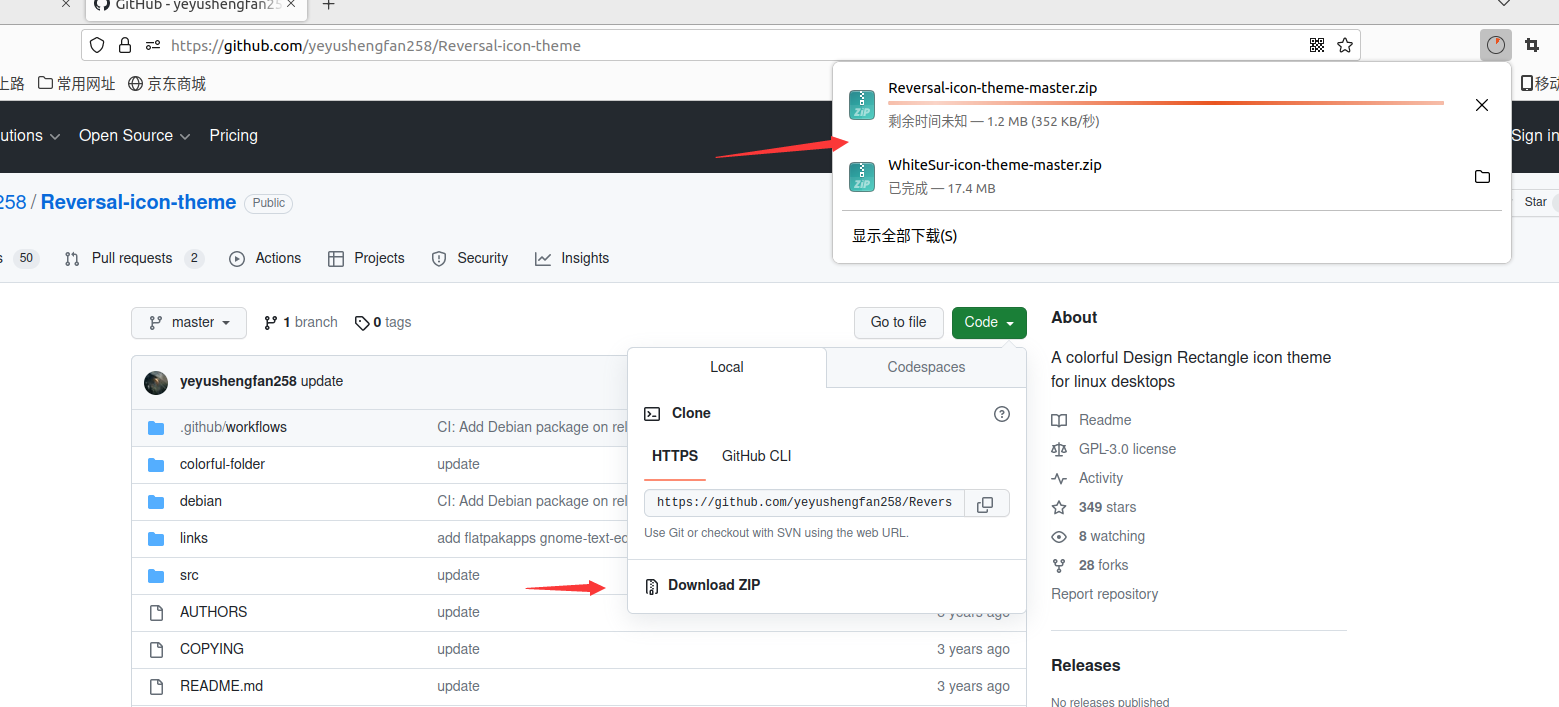 GitHub - yeyushengfan25
https://github.com/yeyushengfan258/Reversal-icon-theme
上路 常用网址 京东商城 移动
Reversal-icon-theme-master.zip
剩余时间未知 — 1.2 MB (352 KB/秒)
WhiteSur-icon-theme-master.zip
已完成 — 17.4 MB
显示全部下载(S)
utions Open Source Pricing Sign in
258 / Reversal-icon-theme Public Star
s 50 Pull requests 2 Actions Projects Security Insights
master 1 branch 0 tags Go to file Code
Local Codespaces
Clone
HTTPS GitHub CLI
https://github.com/yeyushengfan258/Revers
Use Git or checkout with SVN using the web URL.
Download ZIP
yeyushengfan258 update
.github/workflows CI: Add Debian package on rel
colorful-folder update
debian CI: Add Debian package on rel
links add flatpakapps gnome-text-ed
src update
AUTHORS update 3 years ago
COPYING update 3 years ago
README.md update 3 years ago
About
A colorful Design Rectangle icon theme
for linux desktops
Readme
GPL-3.0 license
Activity
349 stars
8 watching
28 forks
Report repository
Releases
No releases published